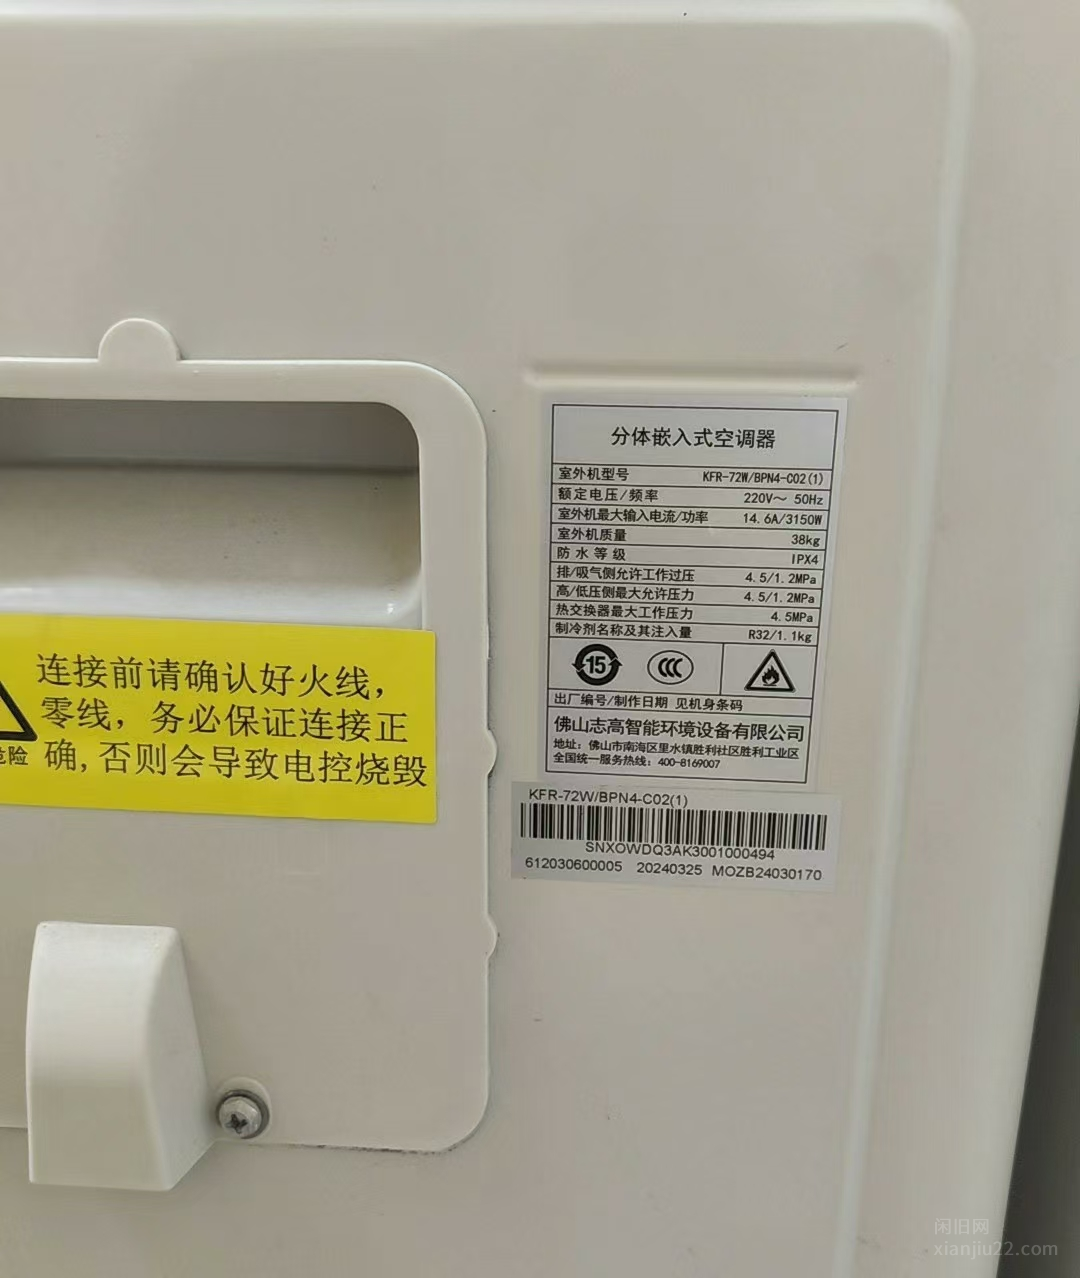 分体嵌入式空调器
室外机型号 KFR-72W/BPN4-C02(1)
额定电压/频率 220V～ 50Hz
室外机最大输入电流/功率 14.6A/3150W
室外机质量 38kg
防水等级 IPX4
排/吸气侧允许工作过压 4.5/1.2MPa
高/低压侧最大允许压力 4.5/1.2MPa
热交换器最大工作压力 4.5MPa
制冷剂名称及其注入量 R32/1.1kg
15
出厂编号/制作日期 见机身条码
佛山志高智能环境设备有限公司
地址：佛山市南海区里水镇胜利社区胜利工业区
全国统一服务热线：400-8169007
KFR-72W/BPN4-C02(1)
SNXOWDQ3AK3001000494
612030600005 20240325 MOZB24030170
连接前请确认好火线，
零线，务必保证连接正
确，否则会导致电控烧毁
危险
闲旧网
xianjiu22.com